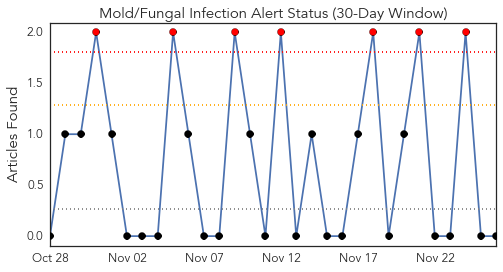 Mold/Fungal Infection Alert Status (30-Day Window)
Articles Found
2.0
1.5
1.0
0.5
0.0
Oct 28
Nov 02
Nov 07
Nov 12
Nov 17
Nov 22